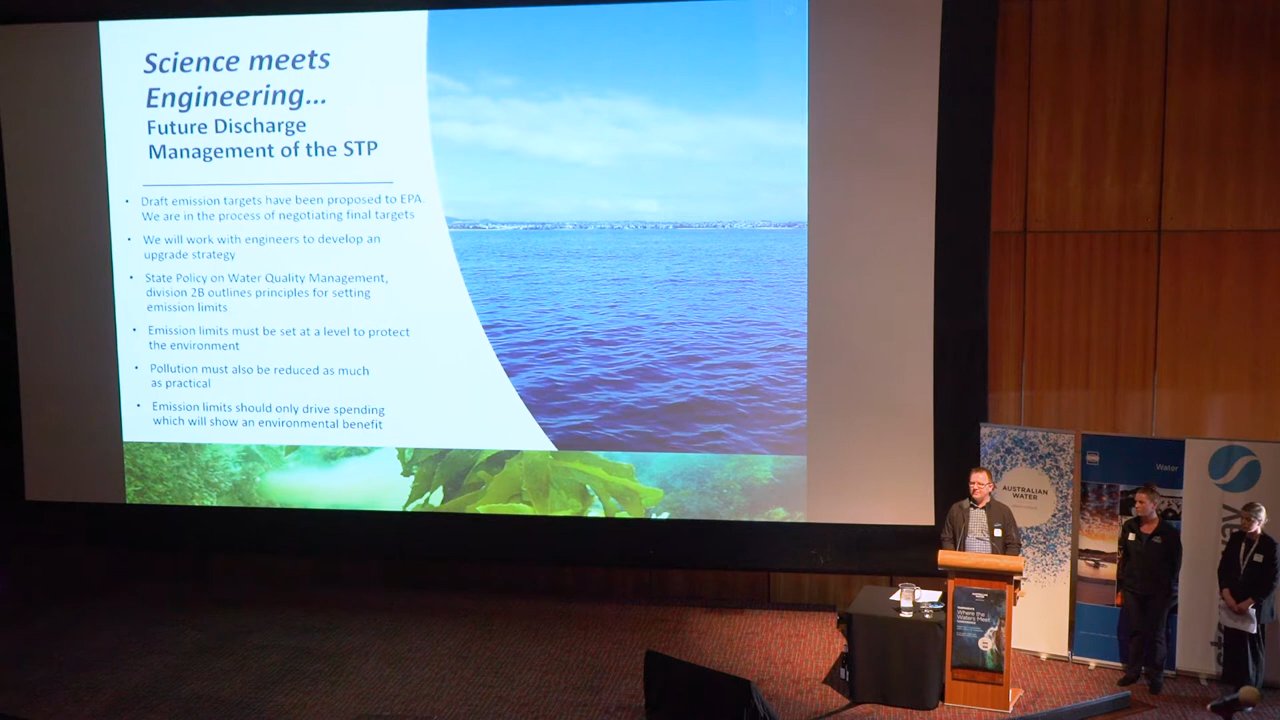 Science meets
Engineering...
Future Discharge
Management of the STP
• Draft emission targets have been proposed to EPA.
We are in the process of negotiating final targets
• We will work with engineers to develop an
upgrade strategy
• State Policy on Water Quality Management,
division 2B outlines principles for setting
emission limits
• Emission limits must be set at a level to protect
the environment
• Pollution must also be reduced as much
as practical
• Emission limits should only drive spending
which will show an environmental benefit
AUSTRALIAN
WATER
Water
Where the
Waters Meet